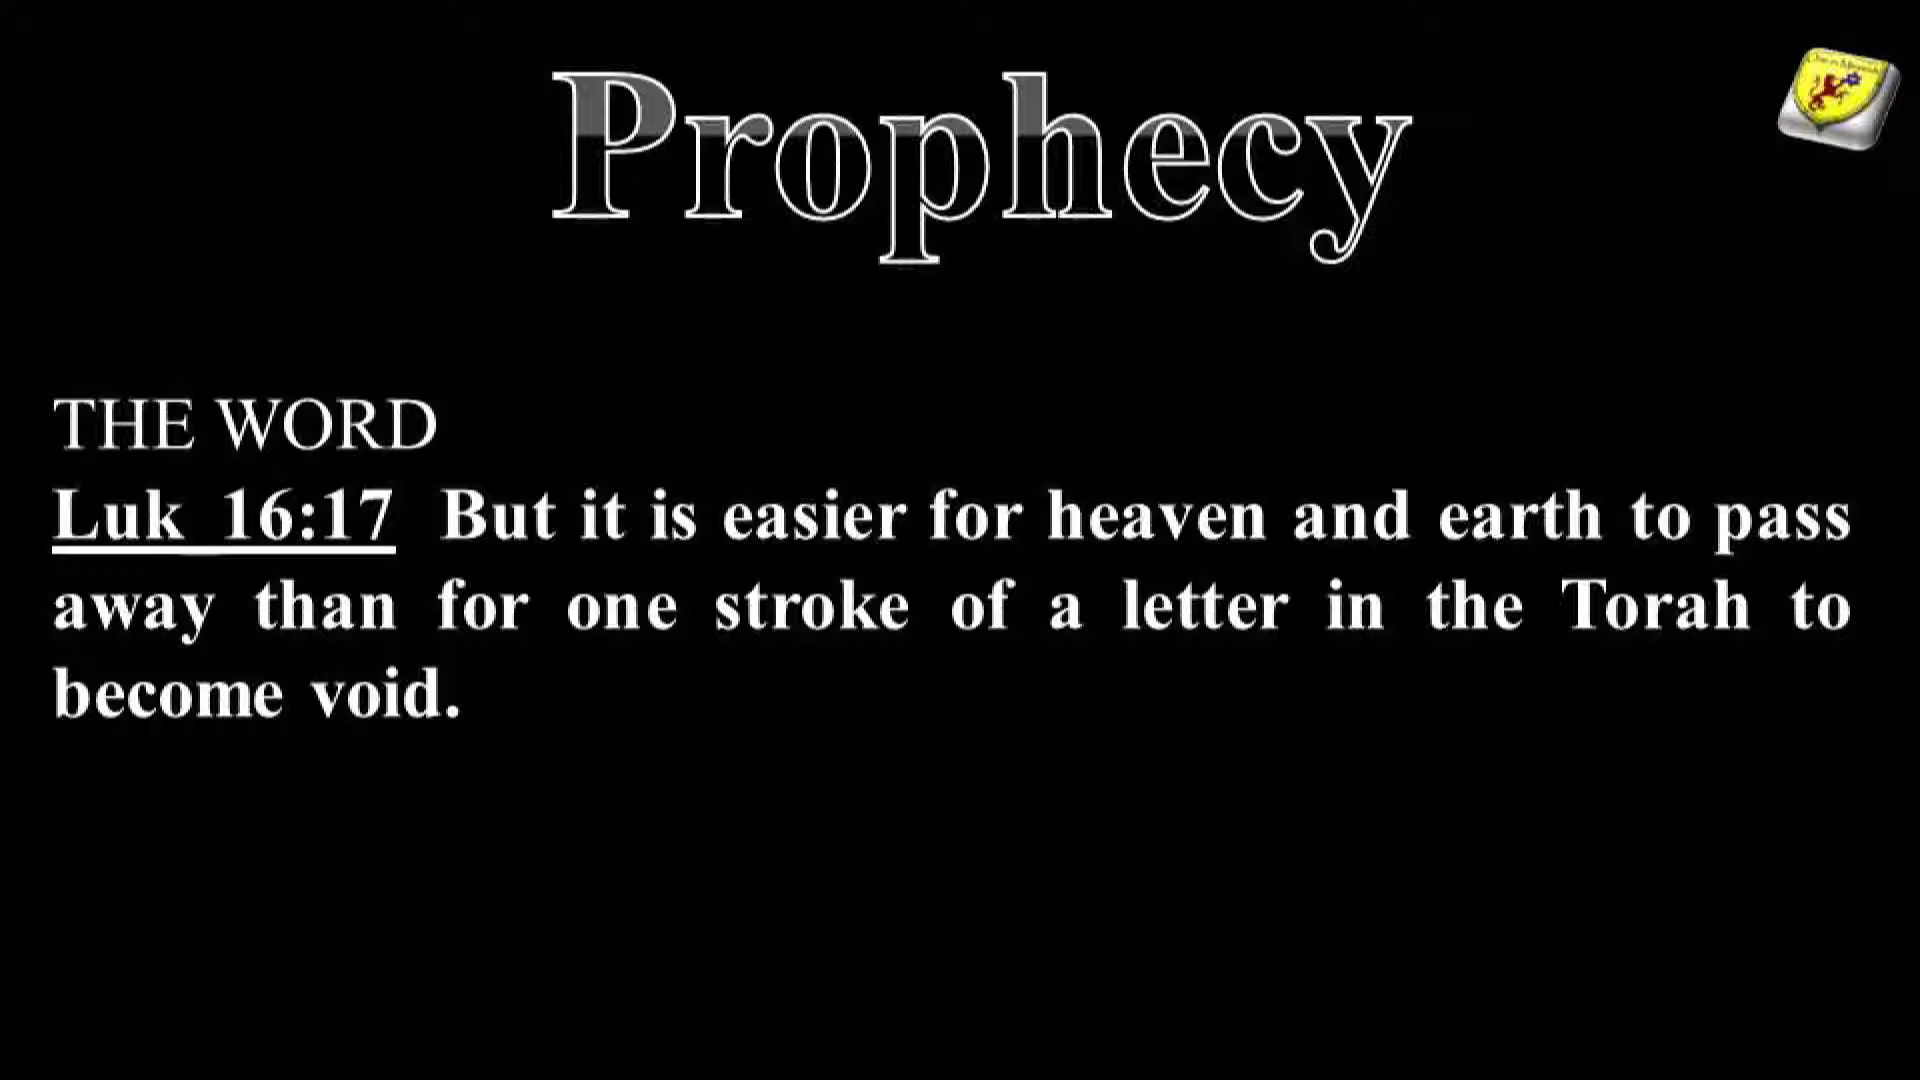 Prophecy
THE WORD
Luk 16:17 But it is easier for heaven and earth to pass
away than for one stroke of a letter in the Torah to
become void.